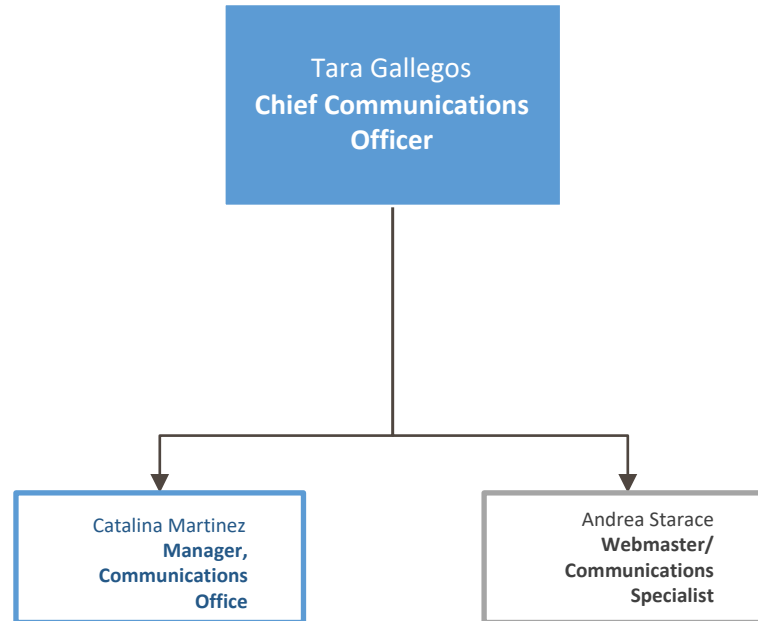 Tara Gallegos
Chief Communications
Officer
Catalina Martinez
Manager,
Communications
Office
Andrea Starace
Webmaster/
Communications
Specialist